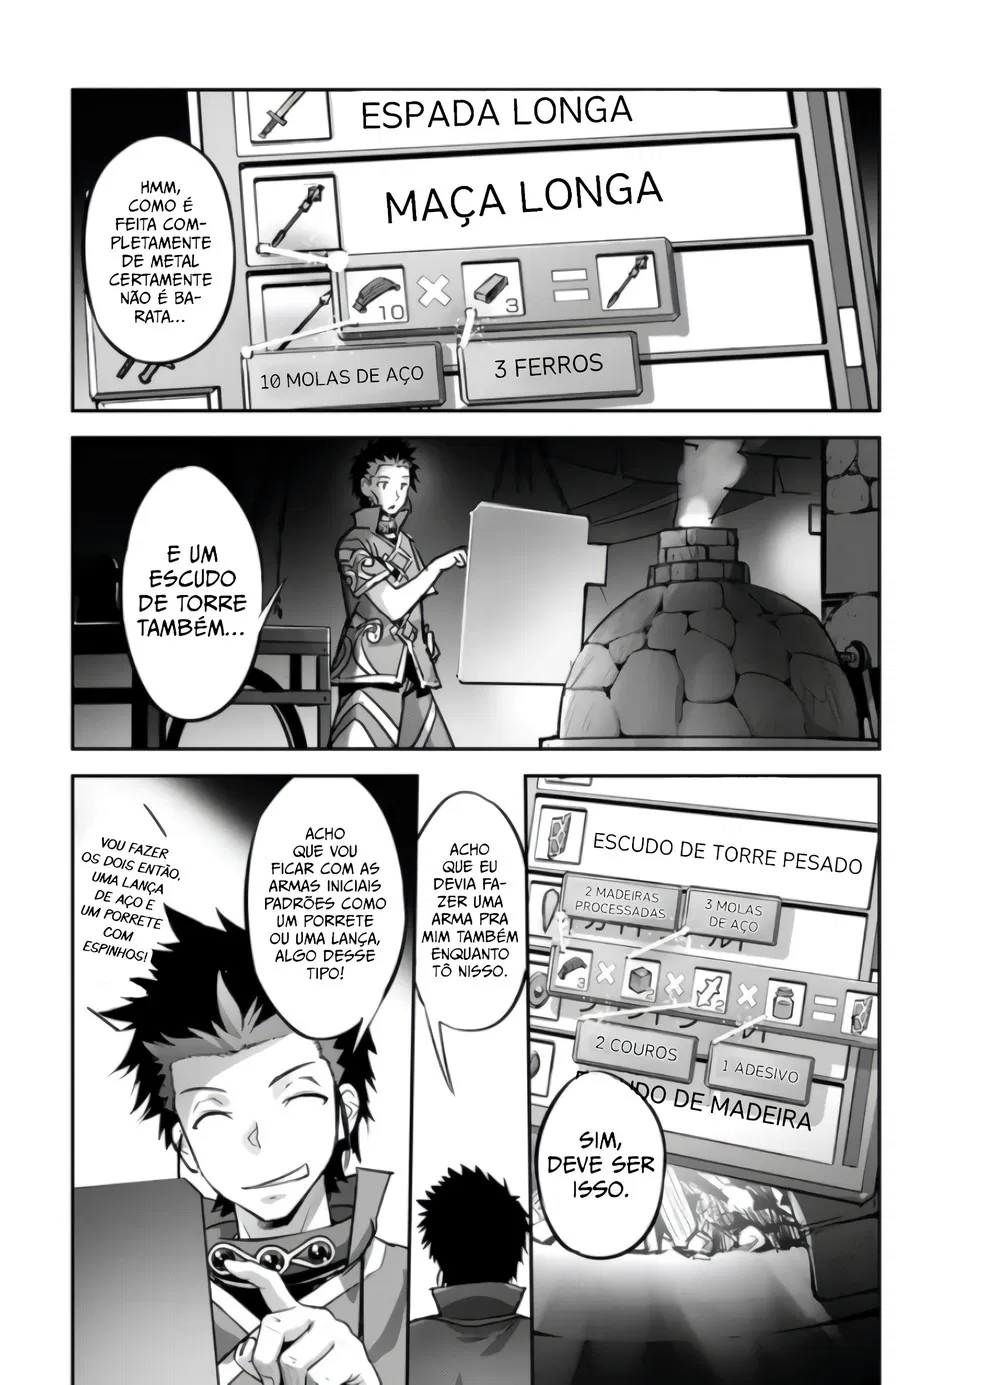 ESPADA LONGA
MAÇA LONGA
HMM,
COMO É
FEITA COM-
PLETAMENTE
DE METAL
CERTAMENTE
NÃO É BA-
RATA...
10
3
10 MOLAS DE AÇO
3 FERROS
E UM
ESCUDO
DE TORRE
TAMBÉM...
ESCUDO DE TORRE PESADO
2 MADEIRAS
PROCESSADAS
3 MOLAS
DE AÇO
3
2
2
2 COUROS
1 ADESIVO
DO DE MADEIRA
SIM,
DEVE SER
ISSO.
ACHO
QUE EU
DEVIA FA-
ZER UMA
ARMA PRA
MIM TAMBÉM
ENQUANTO
TÔ NISSO.
ACHO
QUE VOU
FICAR COM AS
ARMAS INICIAIS
PADRÕES COMO
UM PORRETE
OU UMA LANÇA,
ALGO DESSE
TIPO!
VOU FAZER
OS DOIS ENTÃO.
UMA LANÇA
DE AÇO E
UM PORRETE
COM
ESPINHOS!